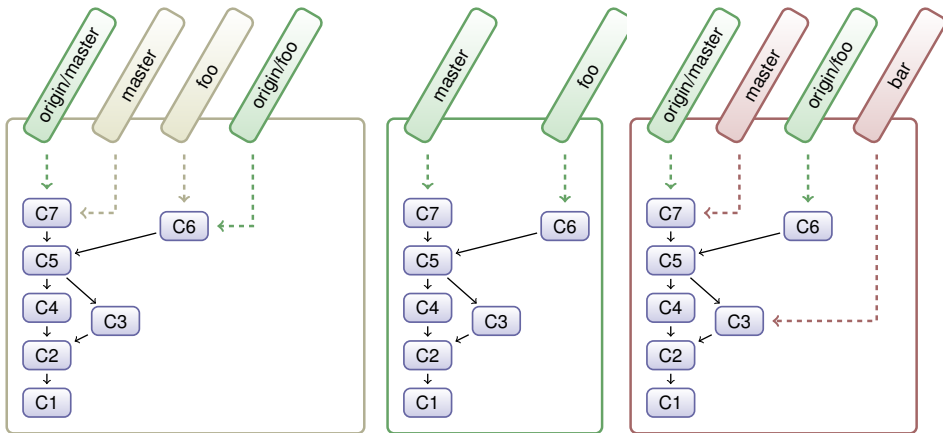 origin/master
master
foo
origin/foo
C7
C6
C5
C4
C3
C2
C1
master
foo
C7
C6
C5
C4
C3
C2
C1
origin/master
master
origin/foo
bar
C7
C6
C5
C4
C3
C2
C1